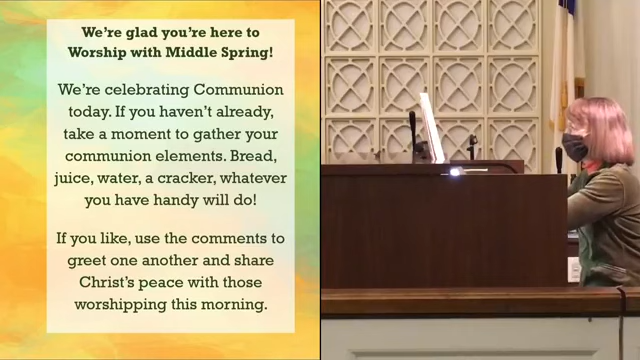 We're glad you're here to
Worship with Middle Spring!
We're celebrating Communion
today. If you haven't already,
take a moment to gather your
communion elements. Bread,
juice, water, a cracker, whatever
you have handy will do!
If you like, use the comments to
greet one another and share
Christ's peace with those
worshipping this morning.